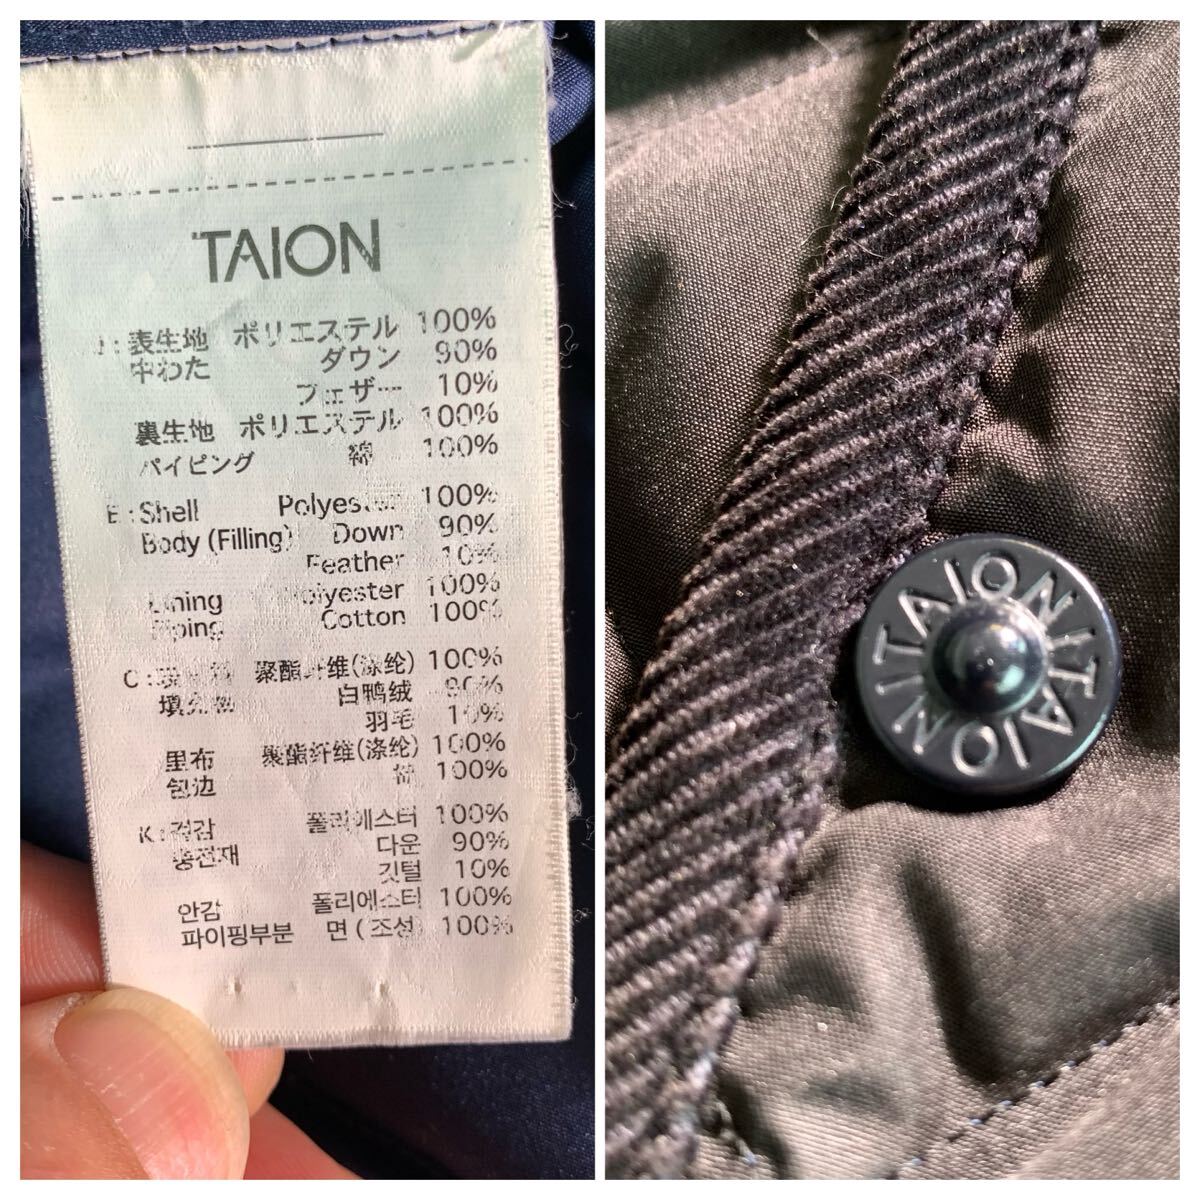 TAION
表生地 ポリエステル 100%
中わた ダウン 90%
フェザー 10%
裏生地 ポリエステル 100%
パイピング 綿 100%
E:Shell Polyester 100%
Body (Filling) Down 90%
Feather 10%
Lining Polyester 100%
Piping Cotton 100%
C: 聚酯纤维(涤纶) 100%
填充物 白鸭绒 90%
羽毛 10%
里布 聚酯纤维(涤纶) 100%
包边 100%
K:겉감 폴리에스터 100%
충전재 다운 90%
깃털 10%
안감 폴리에스터 100%
파이핑부분 면 (조성) 100%
TAION TAION